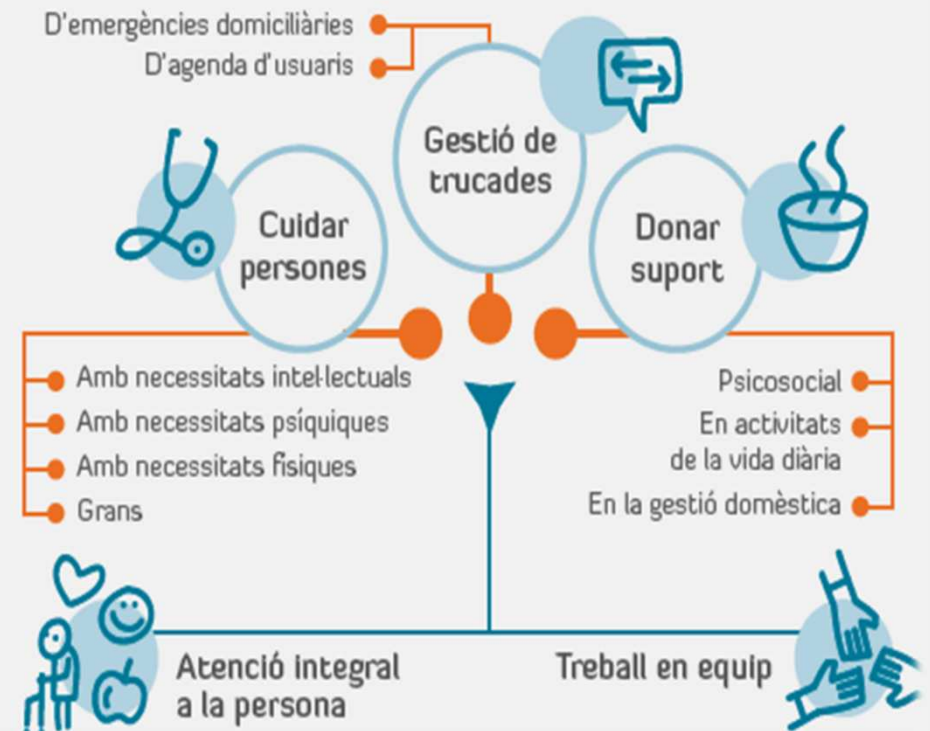 D'emergències domiciliàries
D'agenda d'usuaris
Gestió de
trucades
Cuidar
persones
Donar
suport
Amb necessitats intel·lectuals
Amb necessitats psíquiques
Amb necessitats físiques
Grans
Psicosocial
En activitats
de la vida diària
En la gestió domèstica
Atenció integral
a la persona
Treball en equip